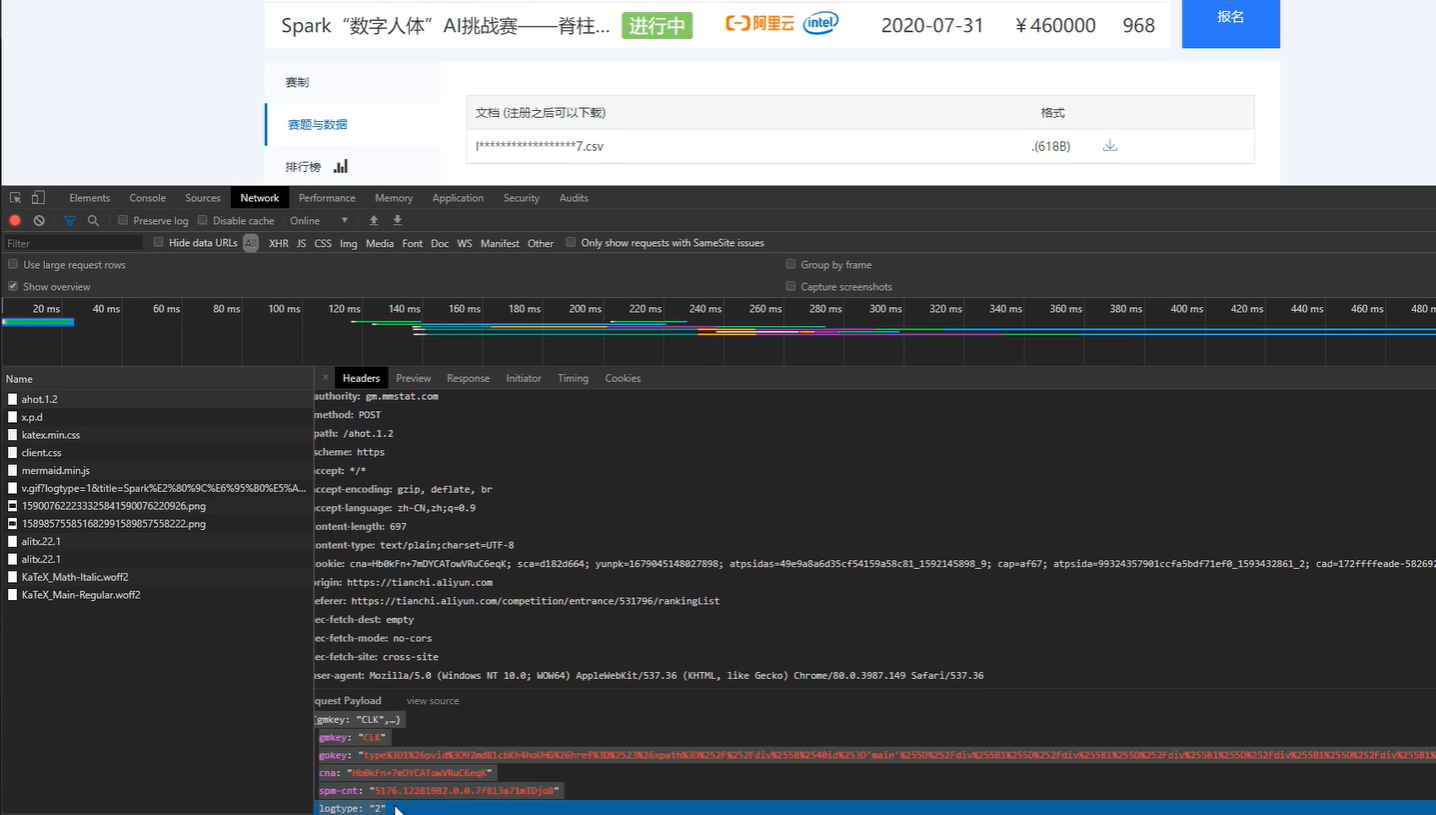 Spark“数字人体”AI挑战赛——脊柱... 进行中 阿里云 intel 2020-07-31 ￥460000 968 报名
赛制
文档 (注册之后可以下载) 格式
赛题与数据
l******************7.csv .(618B)
排行榜
Elements Console Sources Network Performance Memory Application Security Audits
Preserve log Disable cache Online
Filter Hide data URLs All XHR JS CSS Img Media Font Doc WS Manifest Other Only show requests with SameSite issues
Use large request rows Group by frame
Show overview Capture screenshots
20 ms 40 ms 60 ms 80 ms 100 ms 120 ms 140 ms 160 ms 180 ms 200 ms 220 ms 240 ms 260 ms 280 ms 300 ms 320 ms 340 ms 360 ms 380 ms 400 ms 420 ms 440 ms 460 ms 480 m
Name Headers Preview Response Initiator Timing Cookies
ahot.1.2
x.p.d
katex.min.css
client.css
mermaid.min.js
v.gif?logtype=1&title=Spark%E2%80%9C%E6%95%B0%E5%A...
159007622233325841590076220926.png
15898575585168299158985755 8222.png
alitx.22.1
alitx.22.1
KaTeX_Math-Italic.woff2
KaTeX_Main-Regular.woff2
authority: gm.mmstat.com
method: POST
path: /ahot.1.2
scheme: https
accept: */*
accept-encoding: gzip, deflate, br
accept-language: zh-CN,zh;q=0.9
content-length: 697
content-type: text/plain;charset=UTF-8
cookie: cna=Hb0kFn+7mDYCATowVRuC6eqK; sca=d182d664; yunpk=1679045148027898; atpsidas=49e9a8a6d35cf54159a58c81_1592145898_9; cap=af67; atpsida=99324357901ccfa5bdf71ef0_1593432861_2; cad=172ffffeade-582692
origin: https://tianchi.aliyun.com
eferer: https://tianchi.aliyun.com/competition/entrance/531796/rankingList
ec-fetch-dest: empty
ec-fetch-mode: no-cors
ec-fetch-site: cross-site
user-agent: Mozilla/5.0 (Windows NT 10.0; WOW64) AppleWebKit/537.36 (KHTML, like Gecko) Chrome/80.0.3987.149 Safari/537.36
quest Payload view source
{gmkey: "CLK",…}
gmkey: "CLK"
gokey: "type%3D1%26pvid%3D92mdB1cbKh4hoUHG%26href%3D%2523%26xpath%3D%252F%252Fdiv%255B%2540id%253D'main'%255D%252Fdiv%255B1%255D%252Fdiv%255B1%255D%252Fdiv%255B1%255D%252Fdiv%255B1%255D%252Fdiv%255B1%
cna: "Hb0kFn+7mDYCATowVRuC6eqK"
spm-cnt: "5176.12281982.0.0.7fB13a71mIDjo8"
logtype: "2"